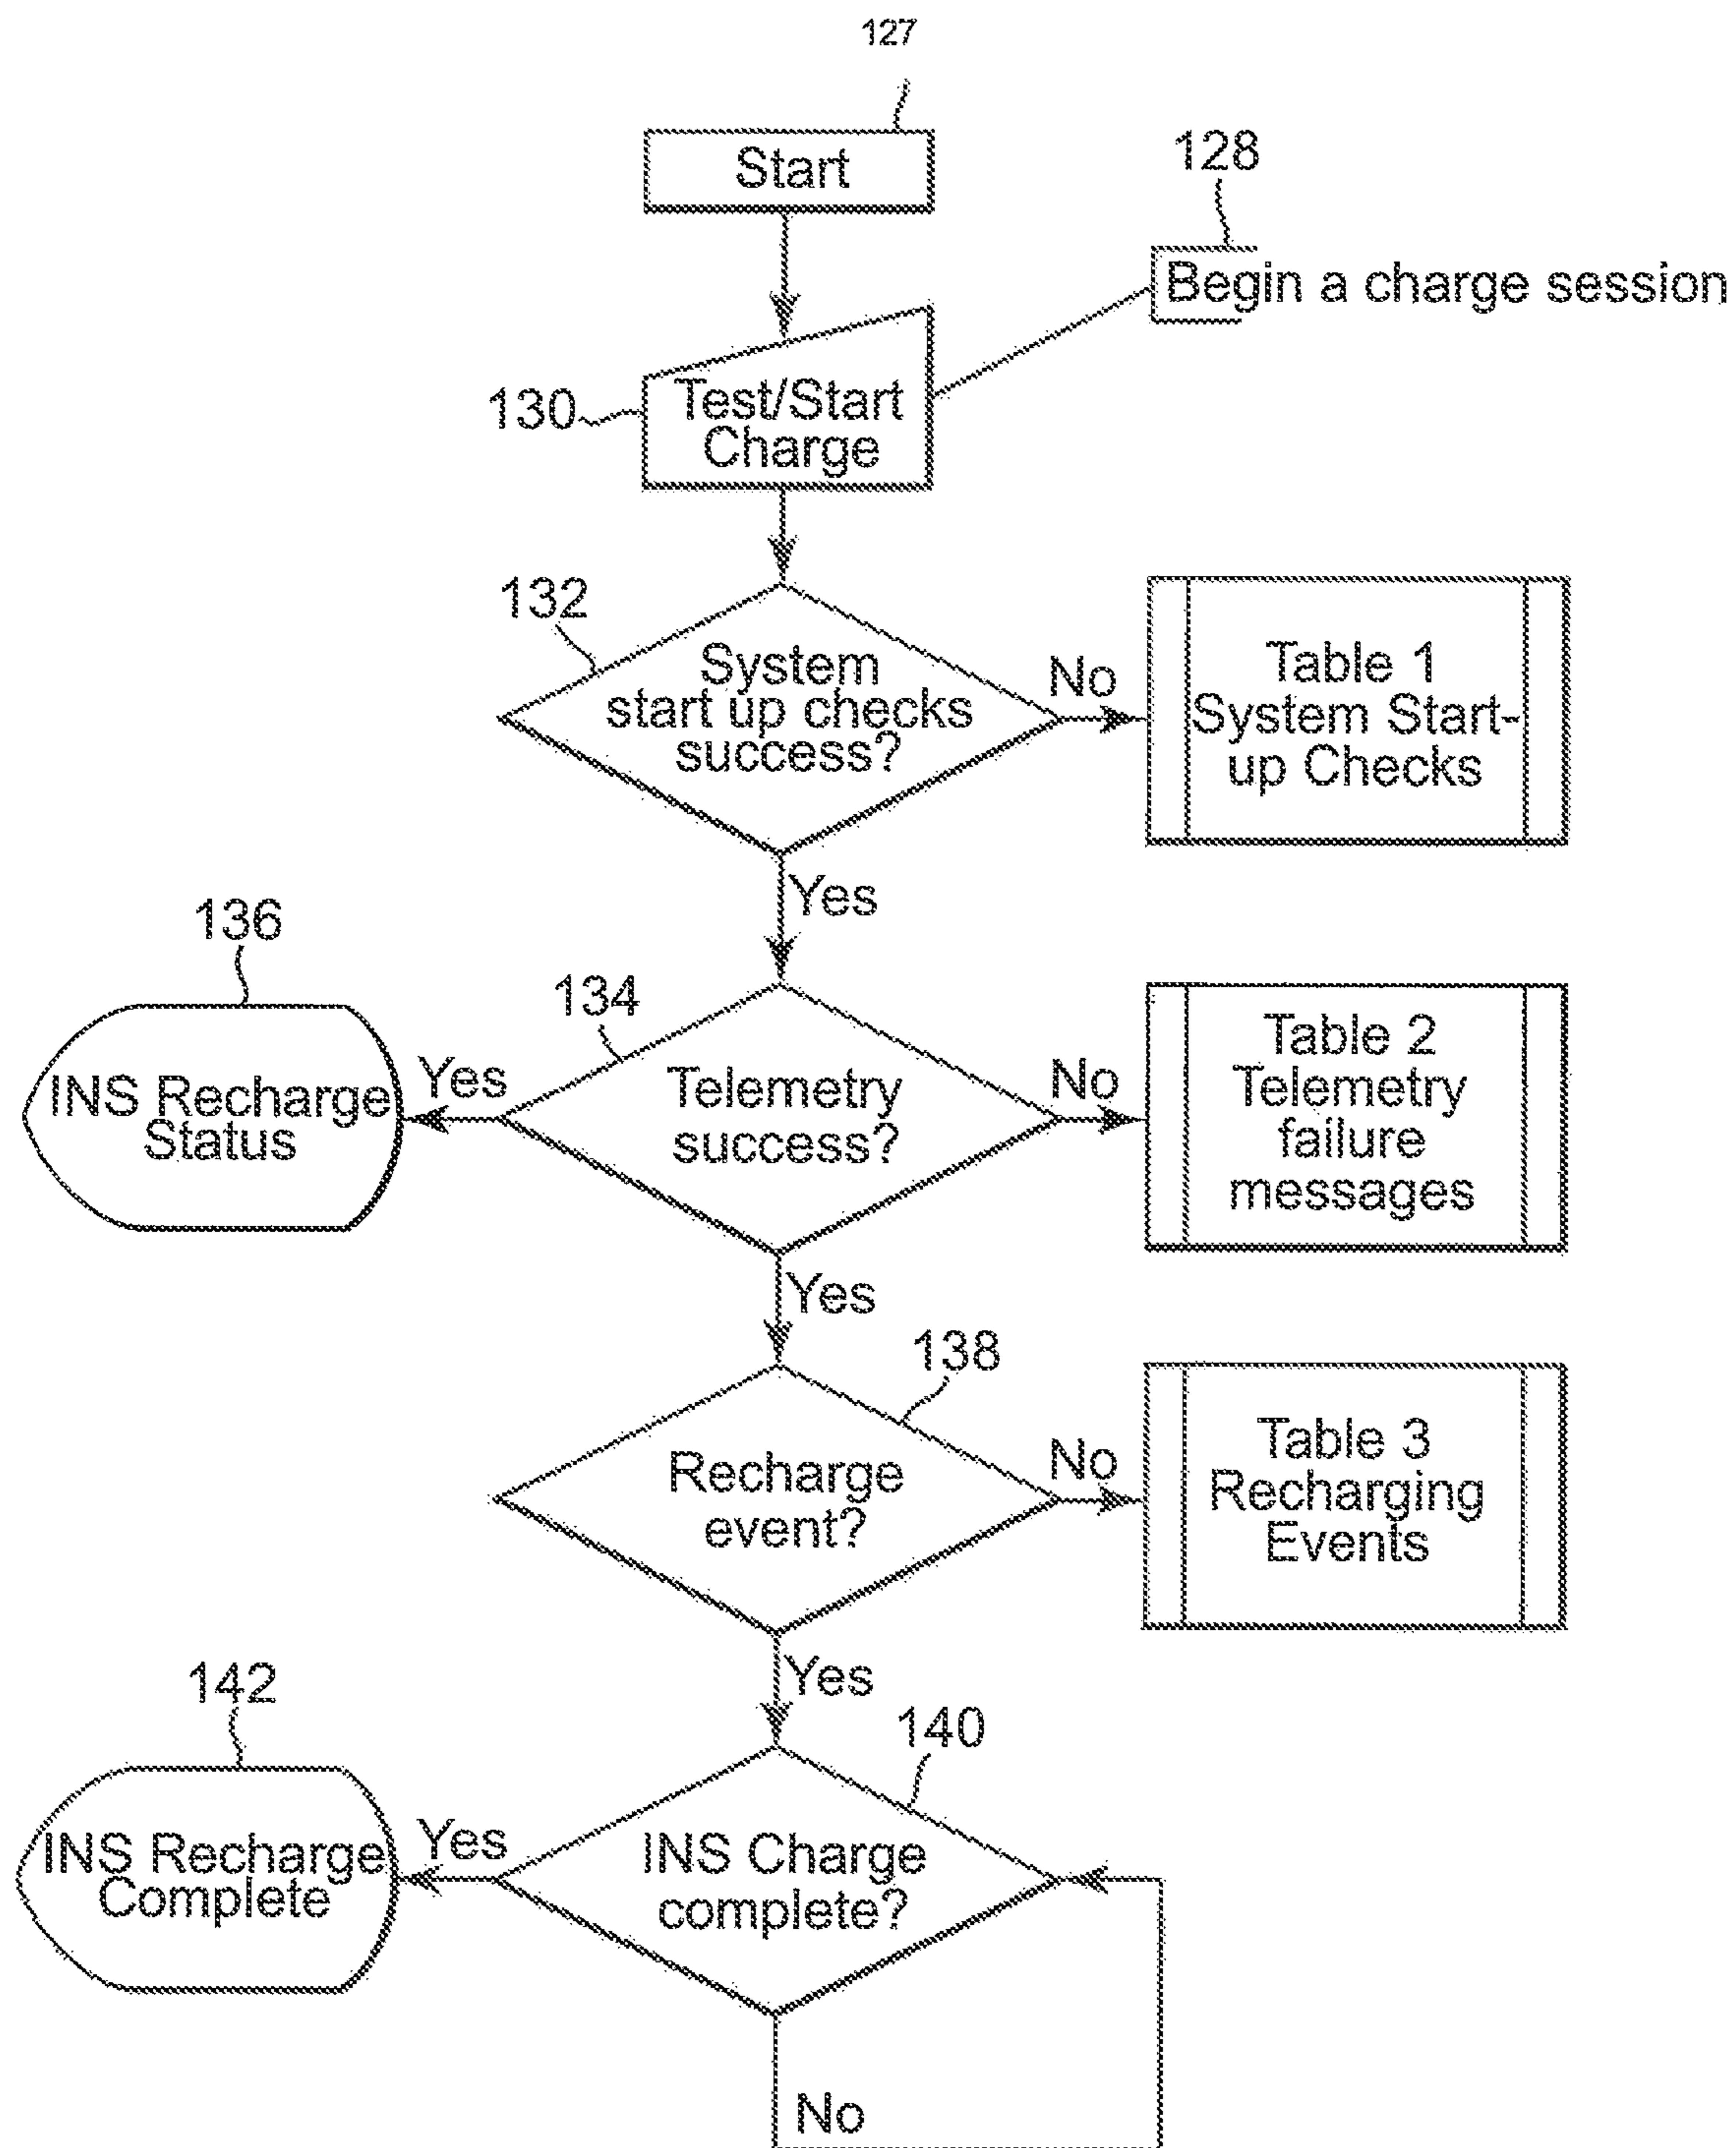 127
Start
128
Begin a charge session
130
Test/Start
Charge
132
System
start up checks
success?
No
Table 1
System Start-
up Checks
Yes
136
134
INS Recharge
Status
Yes
Telemetry
success?
No
Table 2
Telemetry
failure
messages
Yes
138
Recharge
event?
No
Table 3
Recharging
Events
Yes
142
140
INS Recharge
Complete
Yes
INS Charge
complete?
No